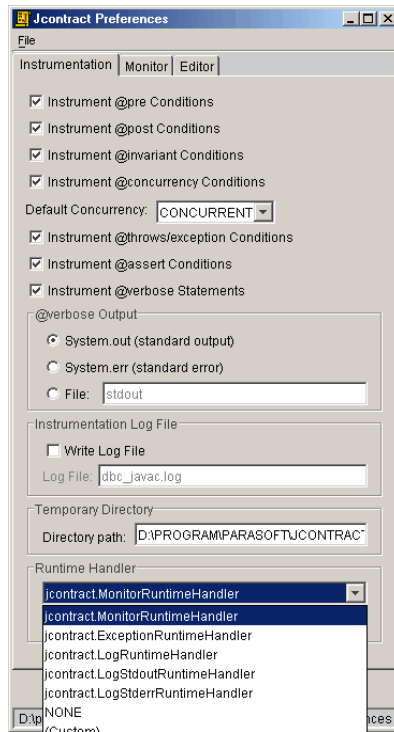 Jcontract Preferences
File
Instrumentation Monitor Editor
Instrument @pre Conditions
Instrument @post Conditions
Instrument @invariant Conditions
Instrument @concurrency Conditions
Default Concurrency: CONCURRENT
Instrument @throws/exception Conditions
Instrument @assert Conditions
Instrument @verbose Statements
@verbose Output
System.out (standard output)
System.err (standard error)
File: stdout
Instrumentation Log File
Write Log File
Log File: dbc_javac.log
Temporary Directory
Directory path: D:\PROGRAM\PARASOFT\JCONTRACT
Runtime Handler
jcontract.MonitorRuntimeHandler
jcontract.MonitorRuntimeHandler
jcontract.ExceptionRuntimeHandler
jcontract.LogRuntimeHandler
jcontract.LogStdoutRuntimeHandler
jcontract.LogStderrRuntimeHandler
NONE
D:\p nces
(Custom)